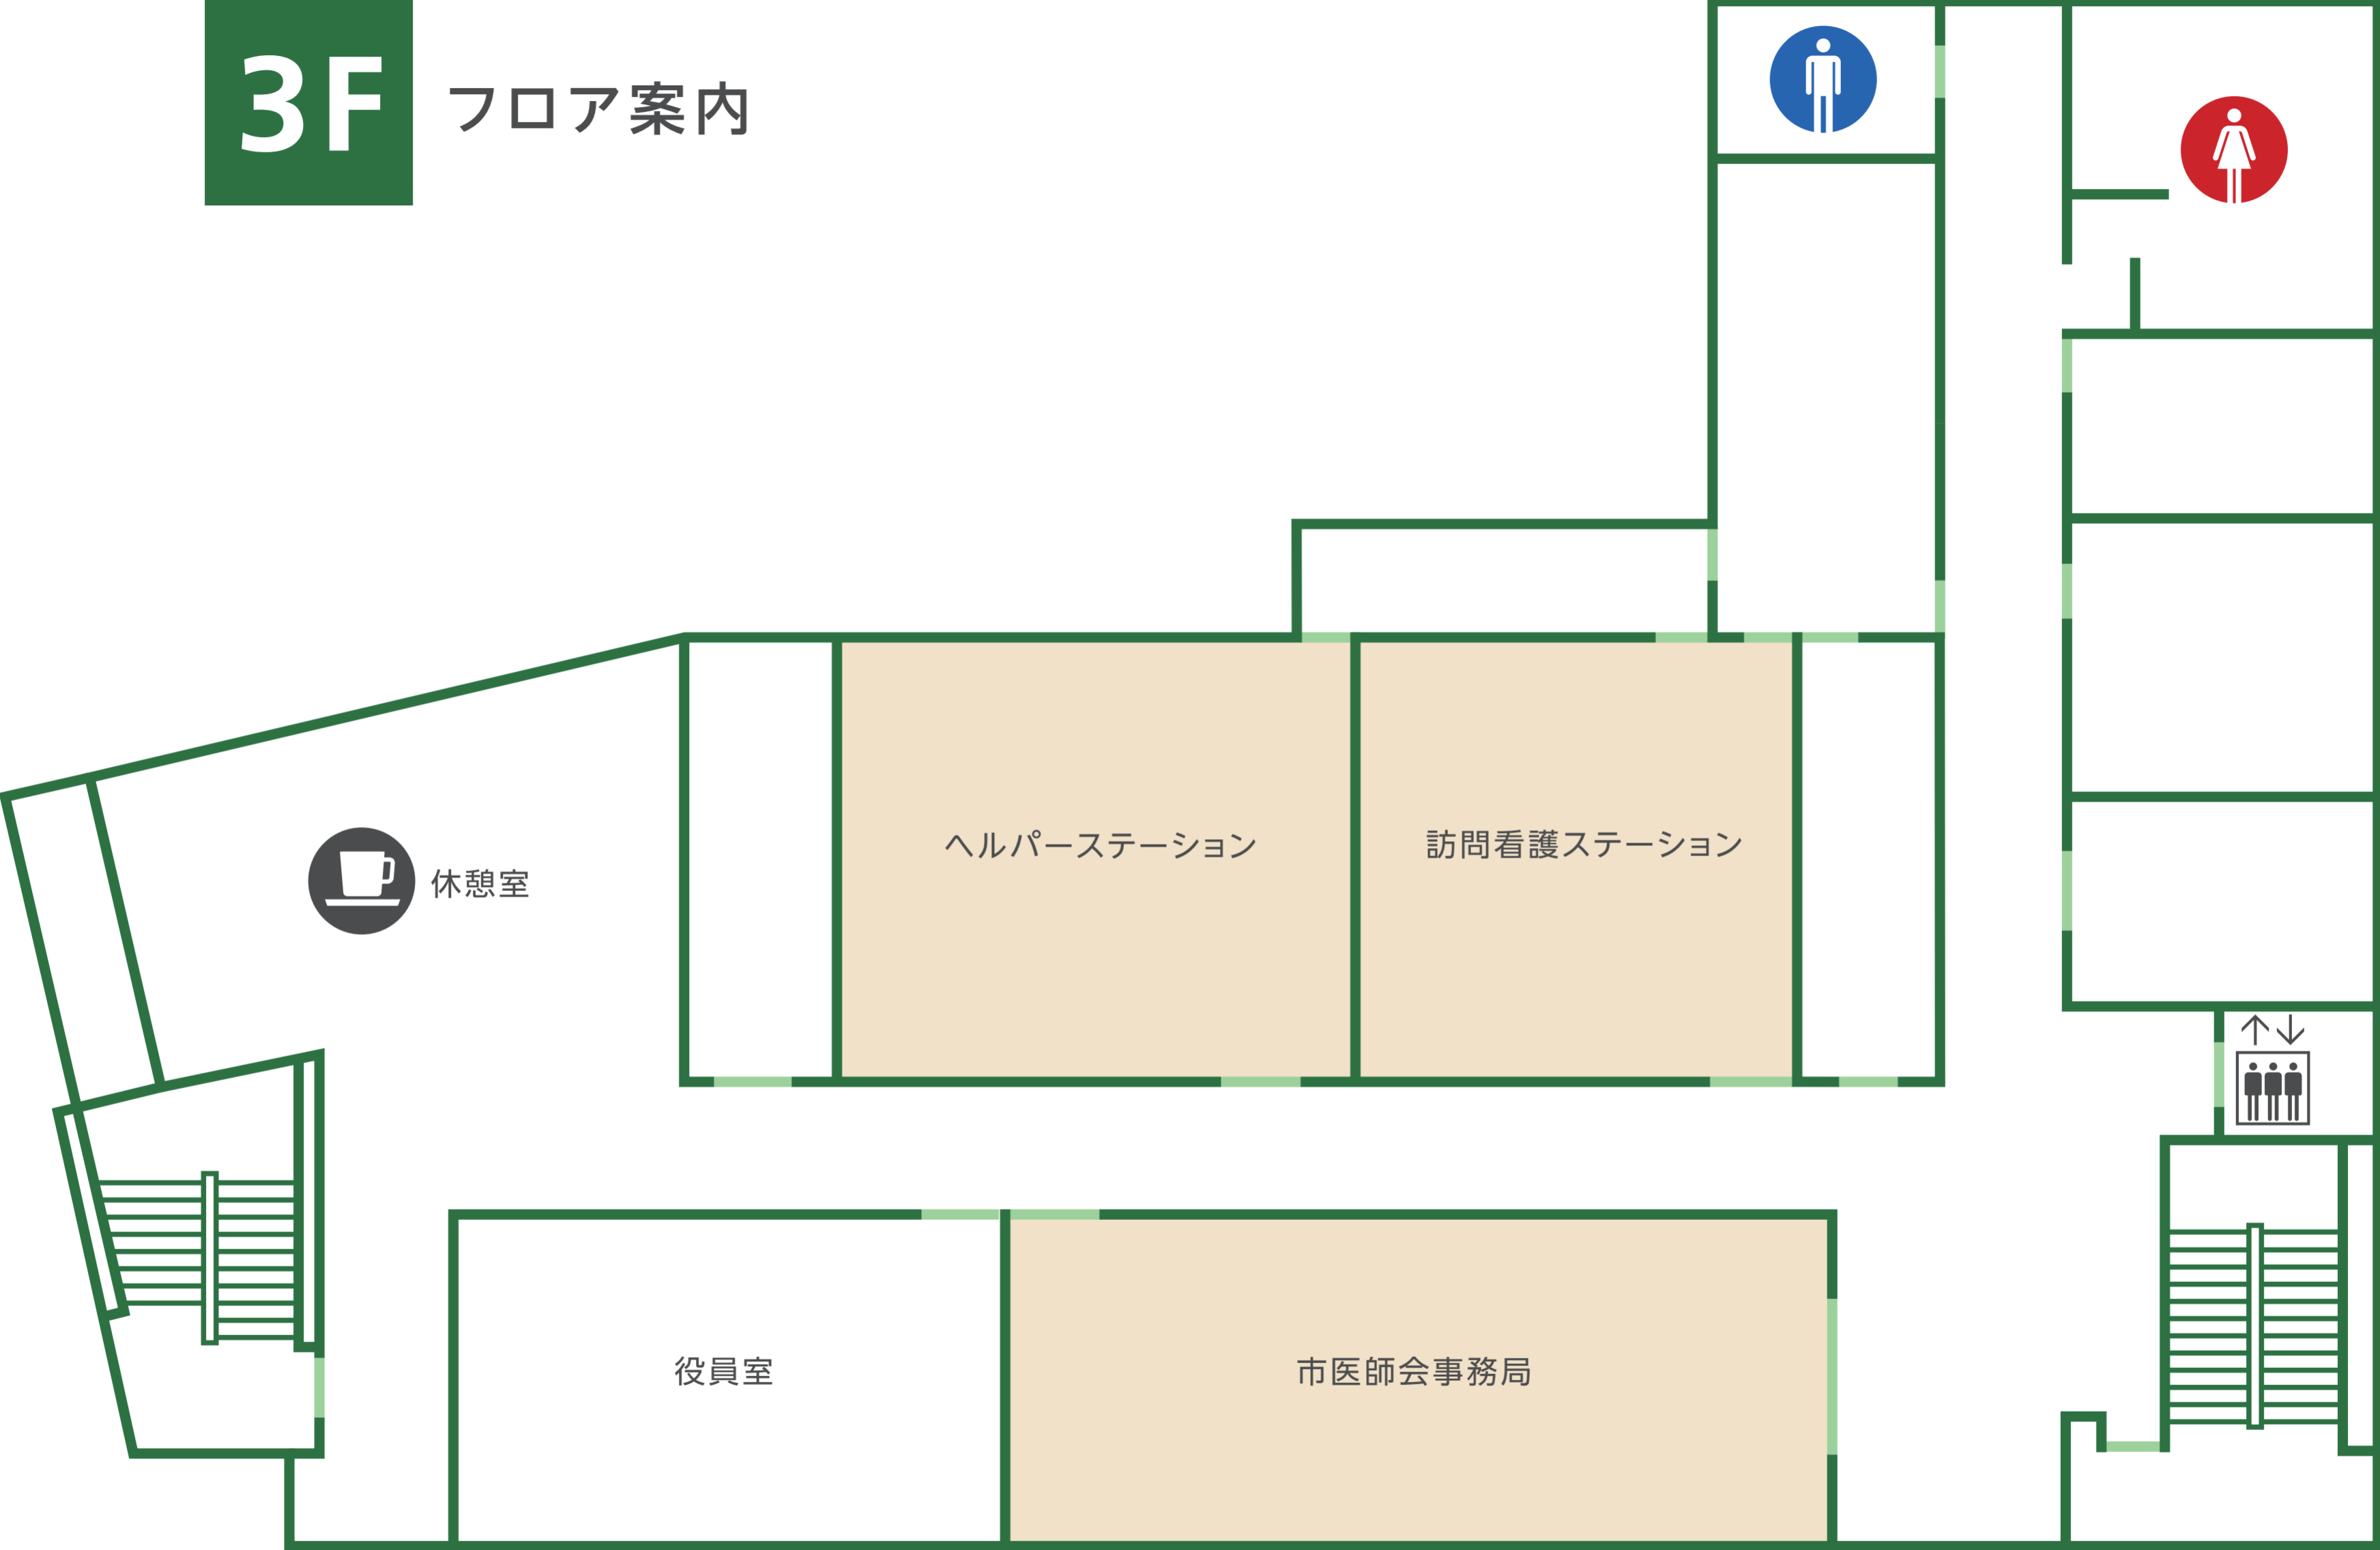 3F
フロア案内
ヘルパーステーション
訪問看護ステーション
休憩室
役員室
市医師会事務局